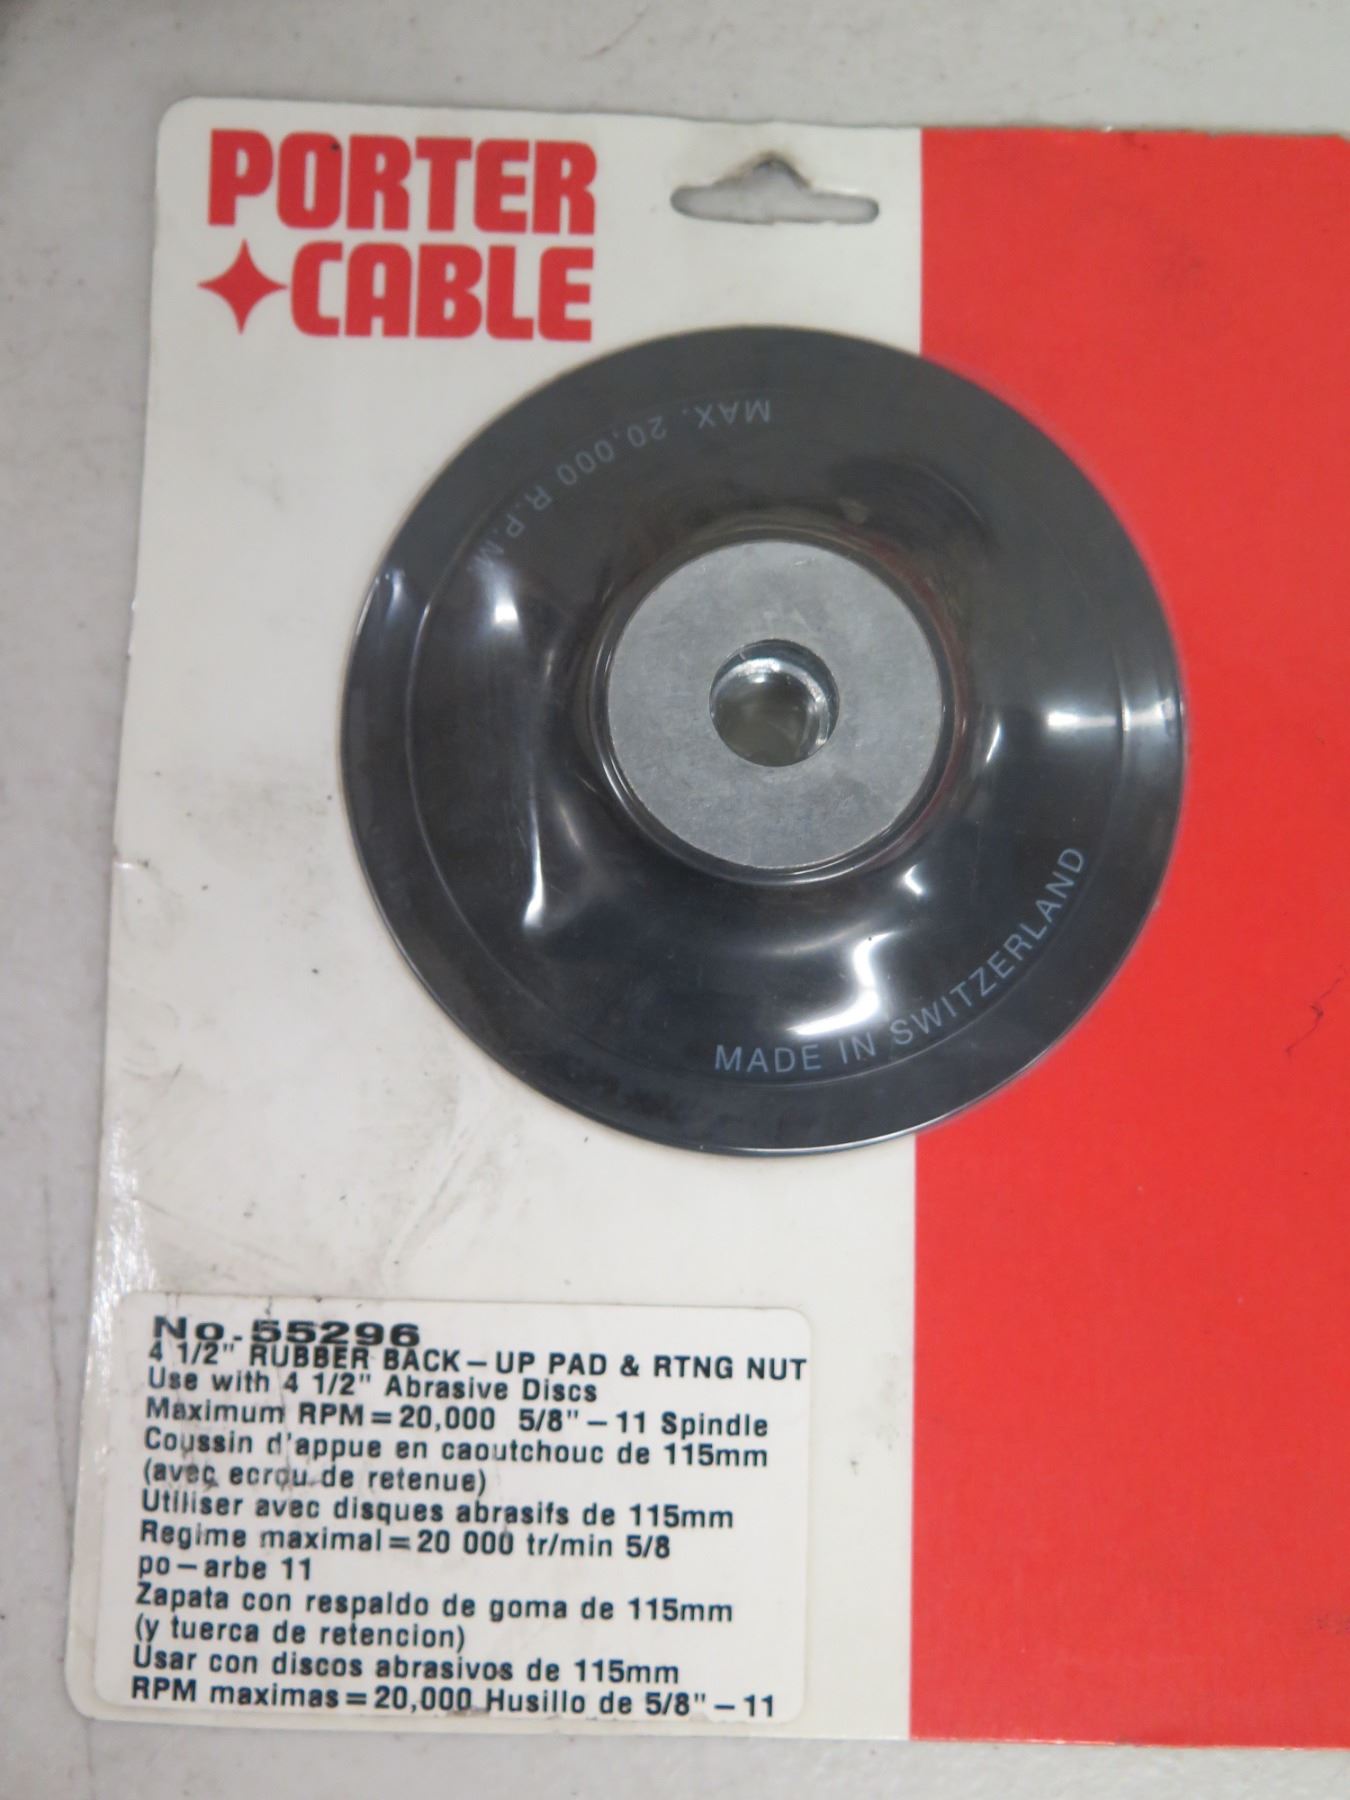 PORTER
CABLE
MAX. 20,000 R.P.M
MADE IN SWITZERLAND
No. 55296
4 1/2" RUBBER BACK-UP PAD & RTNG NUT
Use with 4 1/2" Abrasive Discs
Maximum RPM=20,000 5/8"-11 Spindle
Coussin d'appue en caoutchouc de 115mm
(avec ecrou de retenue)
Utiliser avec disques abrasifs de 115mm
Regime maximal=20 000 tr/min 5/8
po-arbe 11
Zapata con respaldo de goma de 115mm
(y tuerca de retencion)
Usar con discos abrasivos de 115mm
RPM maximas=20,000 Husillo de 5/8"-11